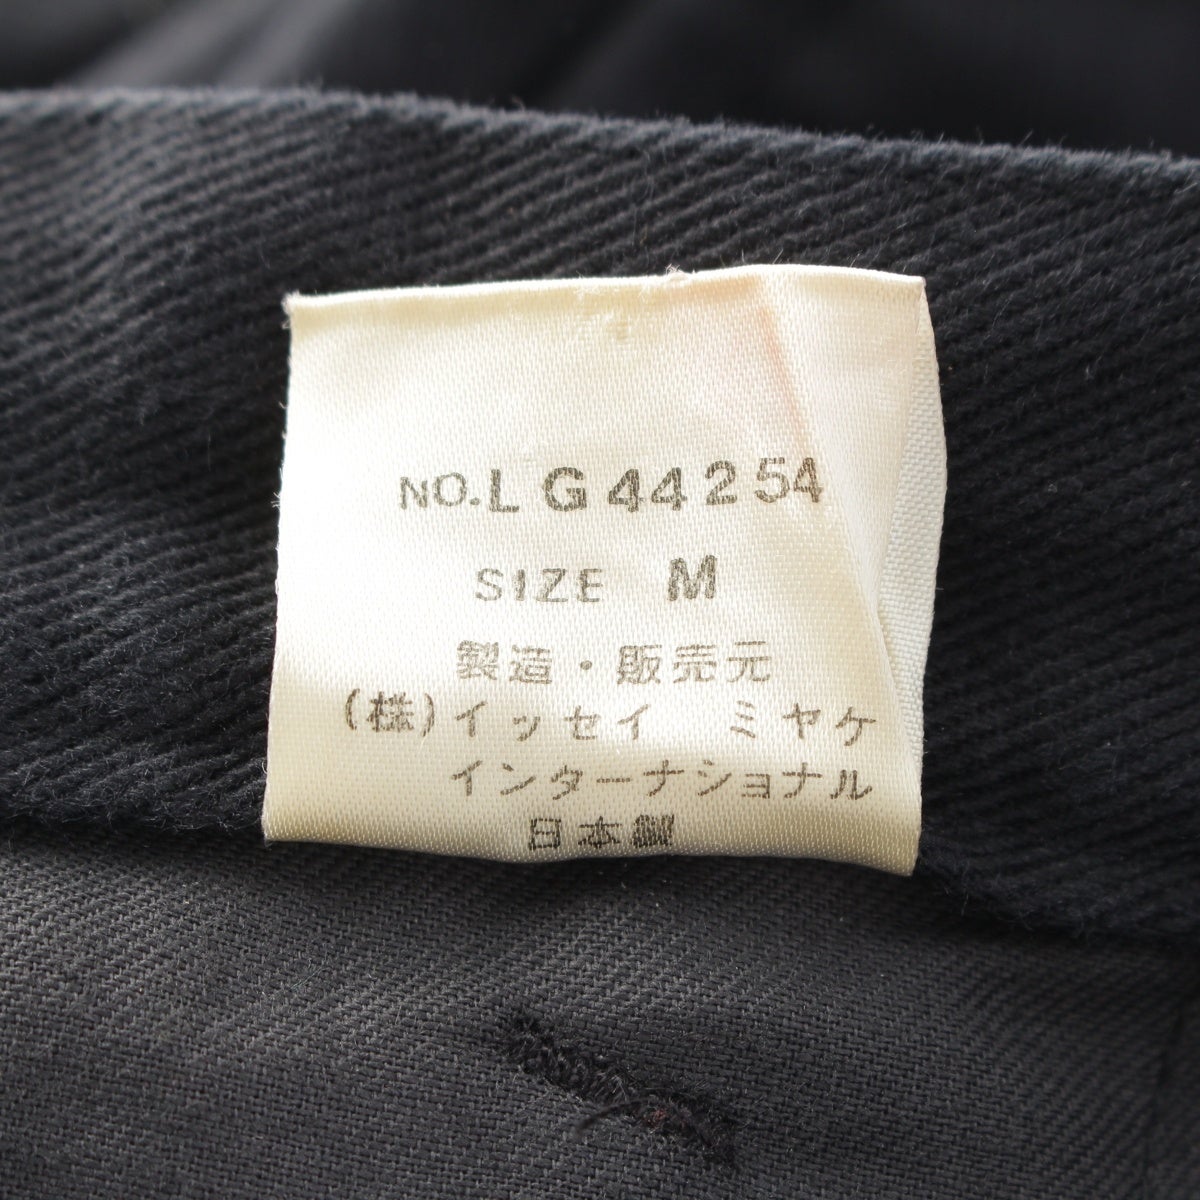 NO.LG44254
SIZE M
製造・販売元
(株)イッセイ ミヤケ
インターナショナル
日本製